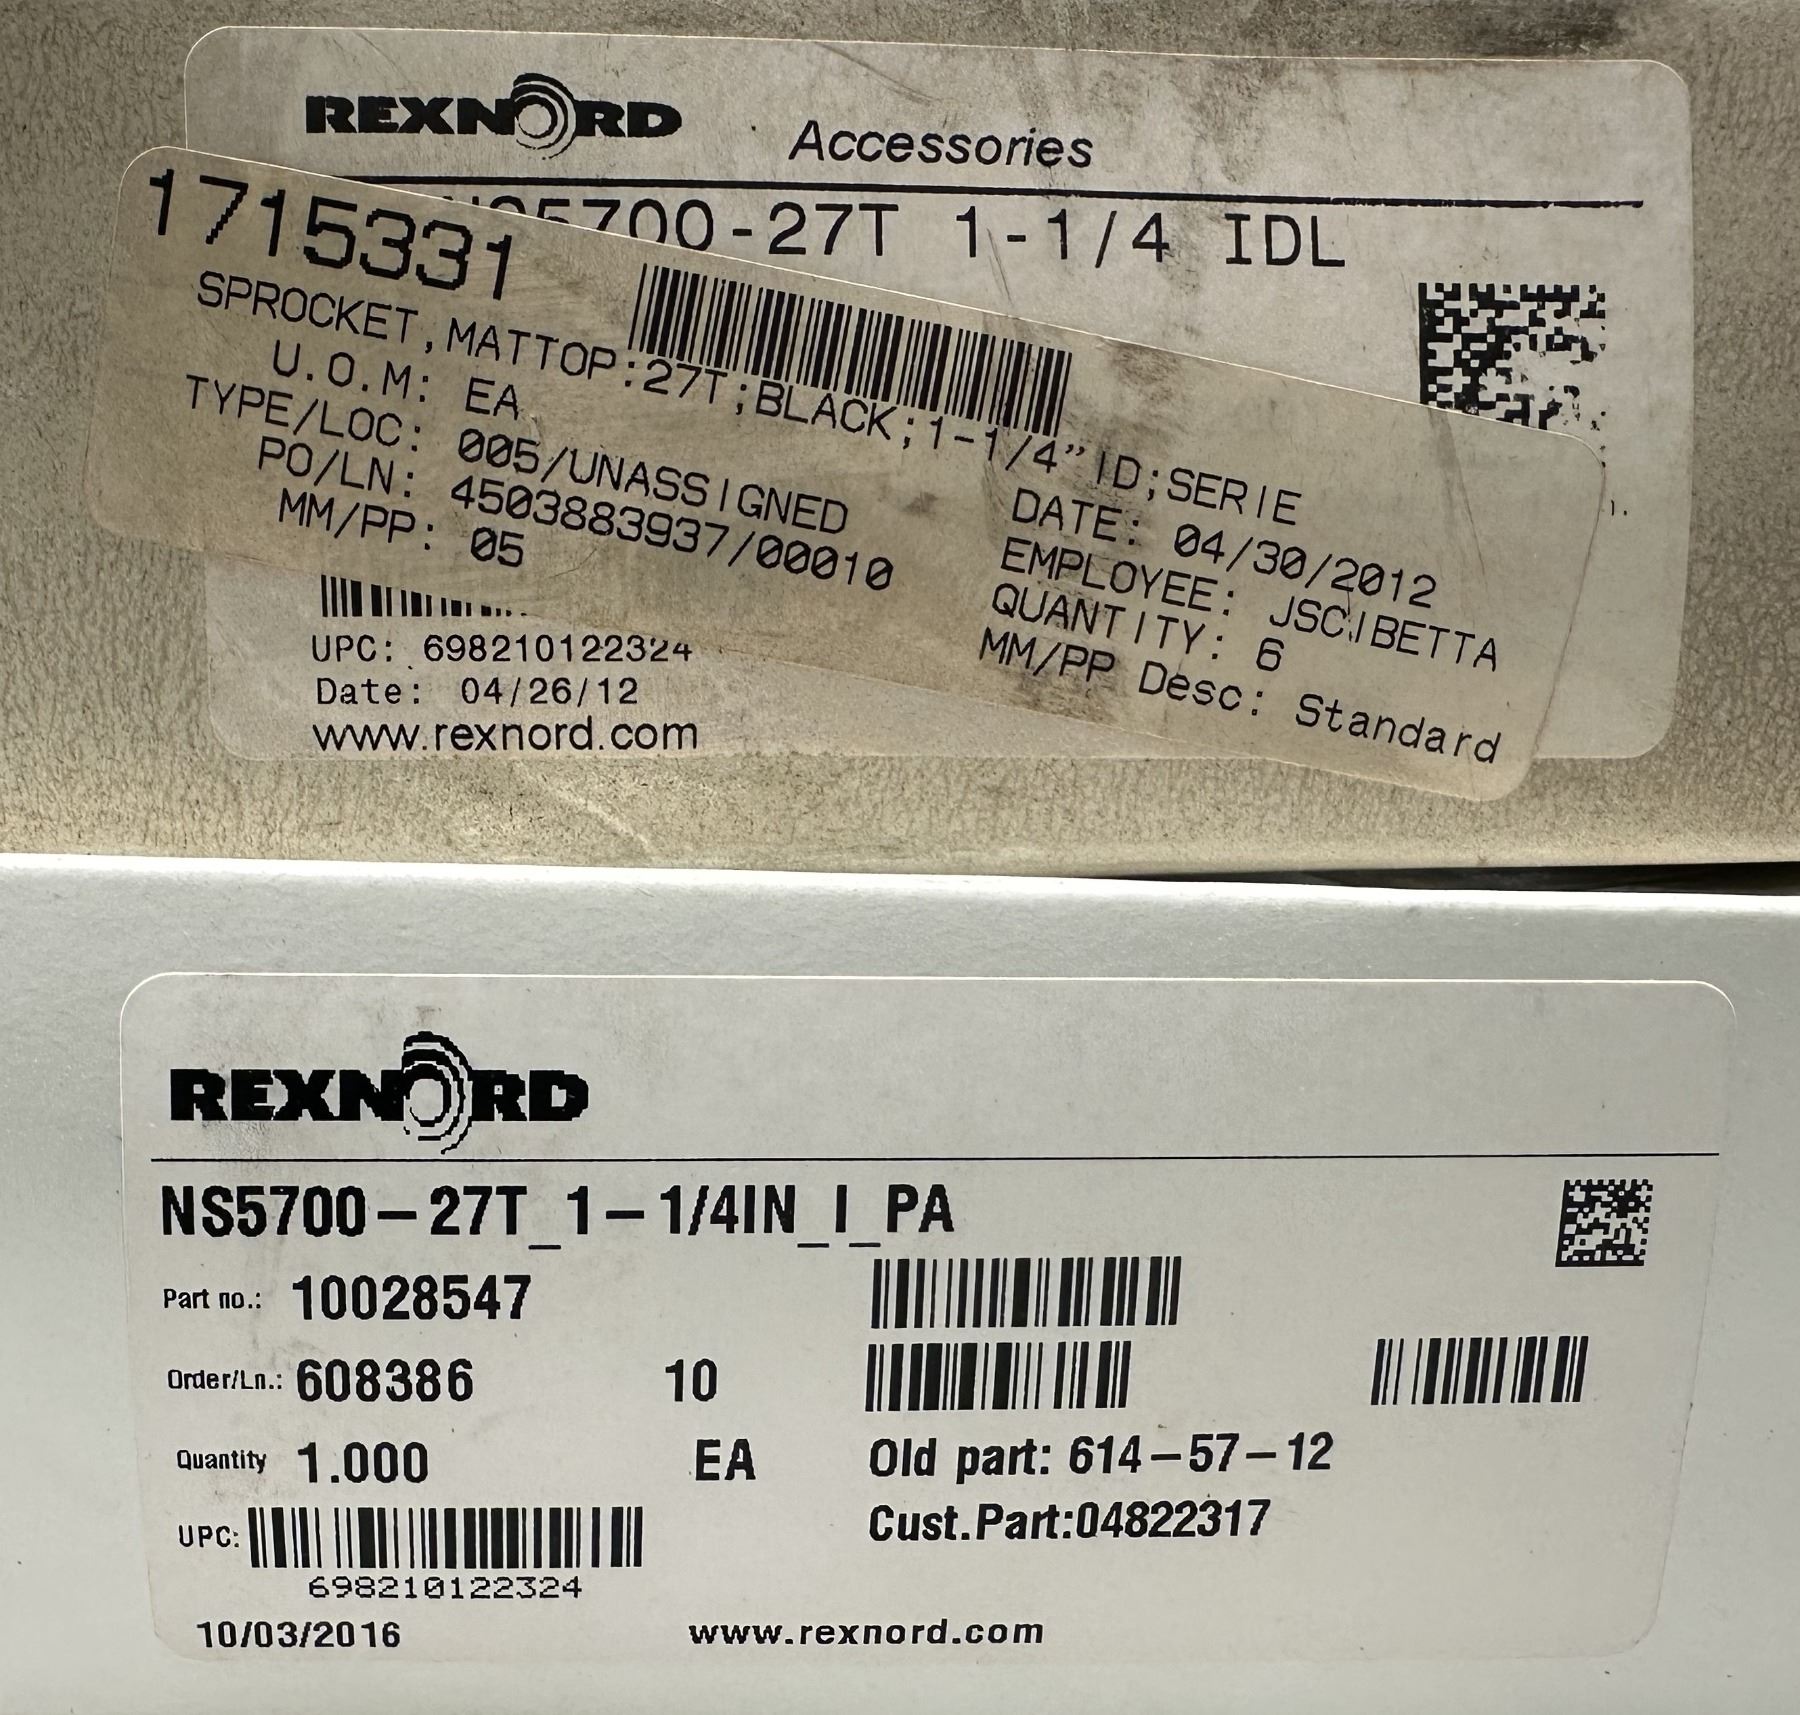 REXNORD
Accessories
NS5700-27T 1-1/4 IDL
1715331
SPROCKET,MATTOP:27T;BLACK;1-1/4"ID;SERIE
U.O.M: EA
TYPE/LOC: 005/UNASSIGNED
PO/LN: 4503883937/00010
MM/PP: 05
DATE: 04/30/2012
EMPLOYEE: JSCIBETTA
QUANTITY: 6
MM/PP Desc: Standard
UPC: 698210122324
Date: 04/26/12
www.rexnord.com
REXNORD
NS5700-27T_1-1/4IN_I_PA
Part no.: 10028547
Order/Ln.: 608386 10
Quantity 1.000 EA
Old part: 614-57-12
Cust.Part:04822317
UPC:
698210122324
10/03/2016
www.rexnord.com